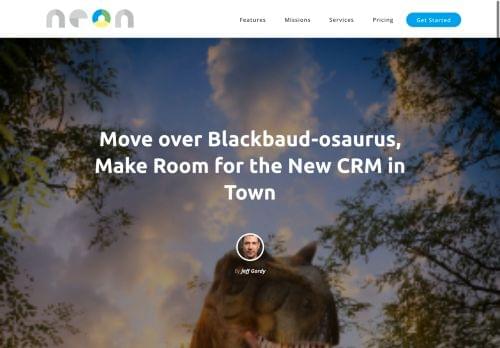 neon
Features Missions Services Pricing Get Started
Move over Blackbaud-osaurus,
Make Room for the New CRM in
Town
By Jeff Gordy